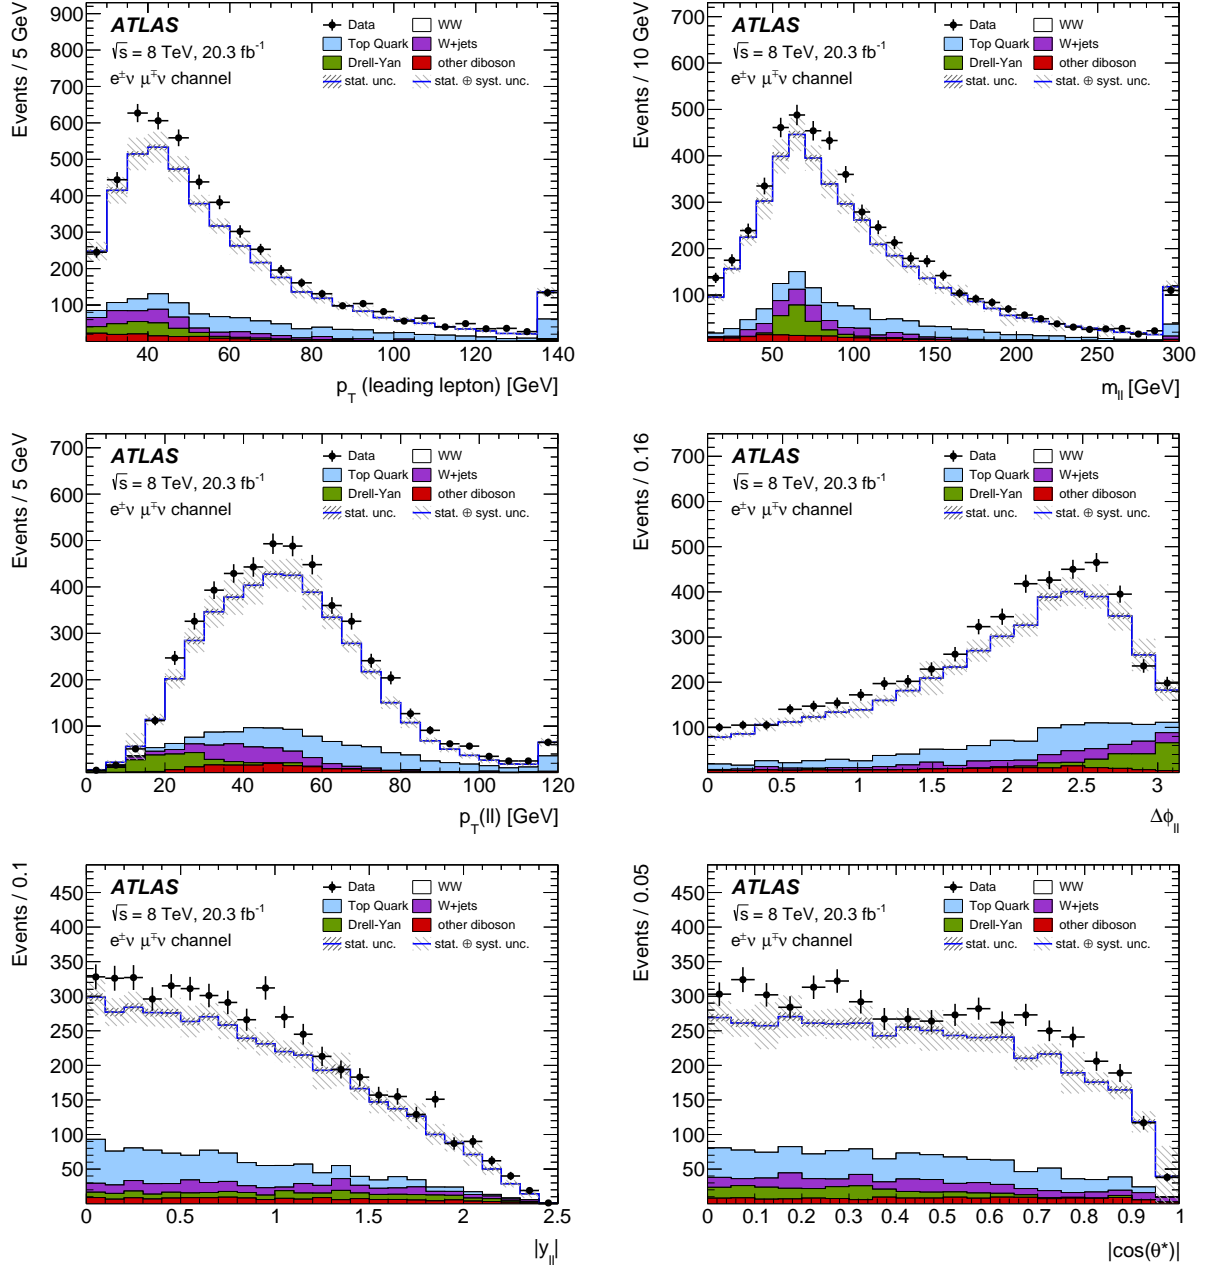 Events / 5 GeV
900
800
700
600
500
400
300
200
100
ATLAS
√s = 8 TeV, 20.3 fb⁻¹
e±ν μ∓ν channel
Data
WW
Top Quark
W+jets
Drell-Yan
other diboson
stat. unc.
stat. ⊕ syst. unc.
40 60 80 100 120 140
p_T (leading lepton) [GeV]
Events / 10 GeV
700
600
500
400
300
200
100
ATLAS
√s = 8 TeV, 20.3 fb⁻¹
e±ν μ∓ν channel
Data
WW
Top Quark
W+jets
Drell-Yan
other diboson
stat. unc.
stat. ⊕ syst. unc.
50 100 150 200 250 300
m_ll [GeV]
Events / 5 GeV
700
600
500
400
300
200
100
ATLAS
√s = 8 TeV, 20.3 fb⁻¹
e±ν μ∓ν channel
Data
WW
Top Quark
W+jets
Drell-Yan
other diboson
stat. unc.
stat. ⊕ syst. unc.
0 20 40 60 80 100 120
p_T(ll) [GeV]
Events / 0.16
700
600
500
400
300
200
100
ATLAS
√s = 8 TeV, 20.3 fb⁻¹
e±ν μ∓ν channel
Data
WW
Top Quark
W+jets
Drell-Yan
other diboson
stat. unc.
stat. ⊕ syst. unc.
0 0.5 1 1.5 2 2.5 3
Δϕ_ll
Events / 0.1
450
400
350
300
250
200
150
100
50
ATLAS
√s = 8 TeV, 20.3 fb⁻¹
e±ν μ∓ν channel
Data
WW
Top Quark
W+jets
Drell-Yan
other diboson
stat. unc.
stat. ⊕ syst. unc.
0 0.5 1 1.5 2 2.5
|y_ll|
Events / 0.05
450
400
350
300
250
200
150
100
50
ATLAS
√s = 8 TeV, 20.3 fb⁻¹
e±ν μ∓ν channel
Data
WW
Top Quark
W+jets
Drell-Yan
other diboson
stat. unc.
stat. ⊕ syst. unc.
0 0.1 0.2 0.3 0.4 0.5 0.6 0.7 0.8 0.9 1
|cos(θ*)|